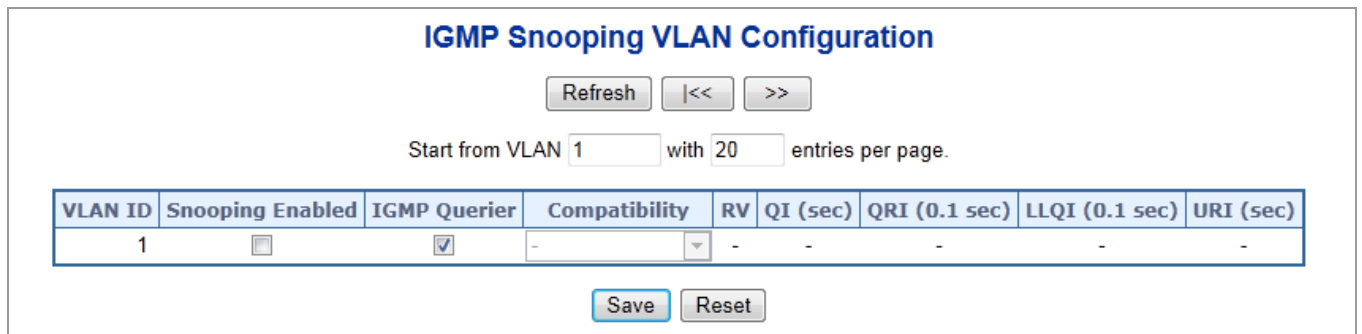 IGMP Snooping VLAN Configuration
Refresh |<< >>
Start from VLAN 1 with 20 entries per page.
VLAN ID Snooping Enabled IGMP Querier Compatibility RV QI (sec) QRI (0.1 sec) LLQI (0.1 sec) URI (sec)
1 - - - - - -
Save Reset